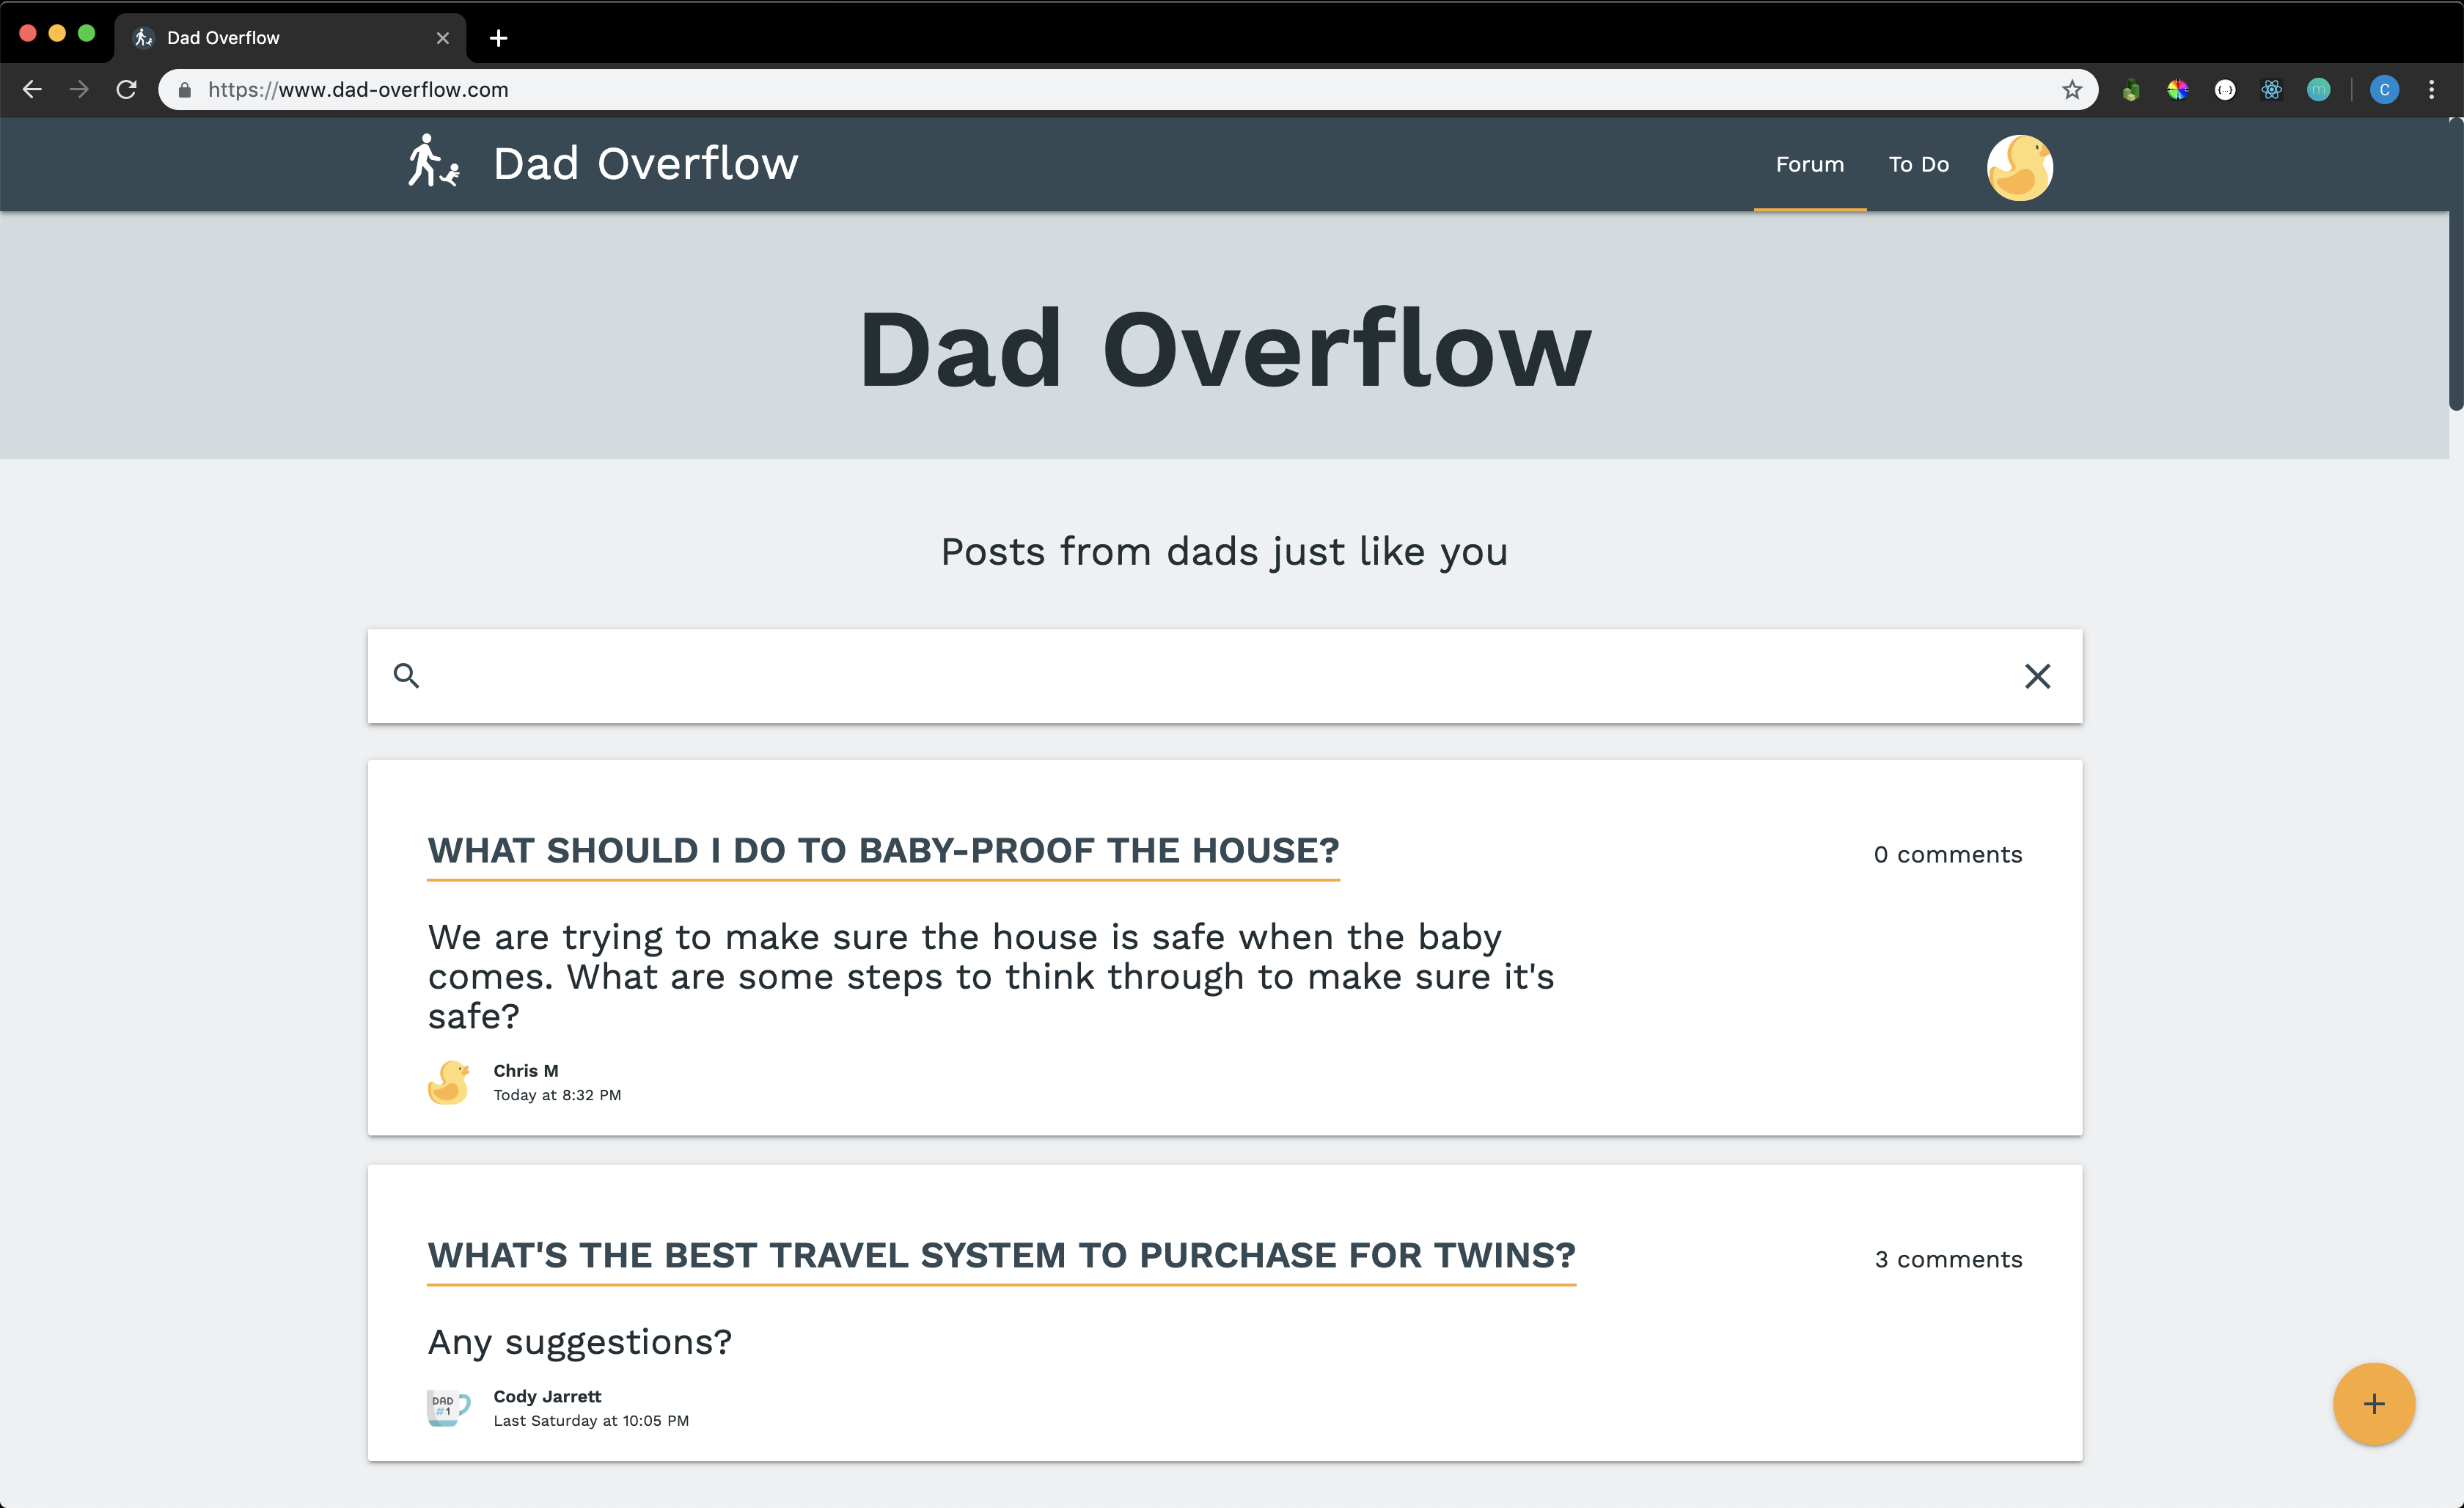 Dad Overflow
https://www.dad-overflow.com
C
Dad Overflow
Forum
To Do
Dad Overflow
Posts from dads just like you
WHAT SHOULD I DO TO BABY-PROOF THE HOUSE?
0 comments
We are trying to make sure the house is safe when the baby
comes. What are some steps to think through to make sure it's
safe?
Chris M
Today at 8:32 PM
WHAT'S THE BEST TRAVEL SYSTEM TO PURCHASE FOR TWINS?
3 comments
Any suggestions?
DAD
#1
Cody Jarrett
Last Saturday at 10:05 PM